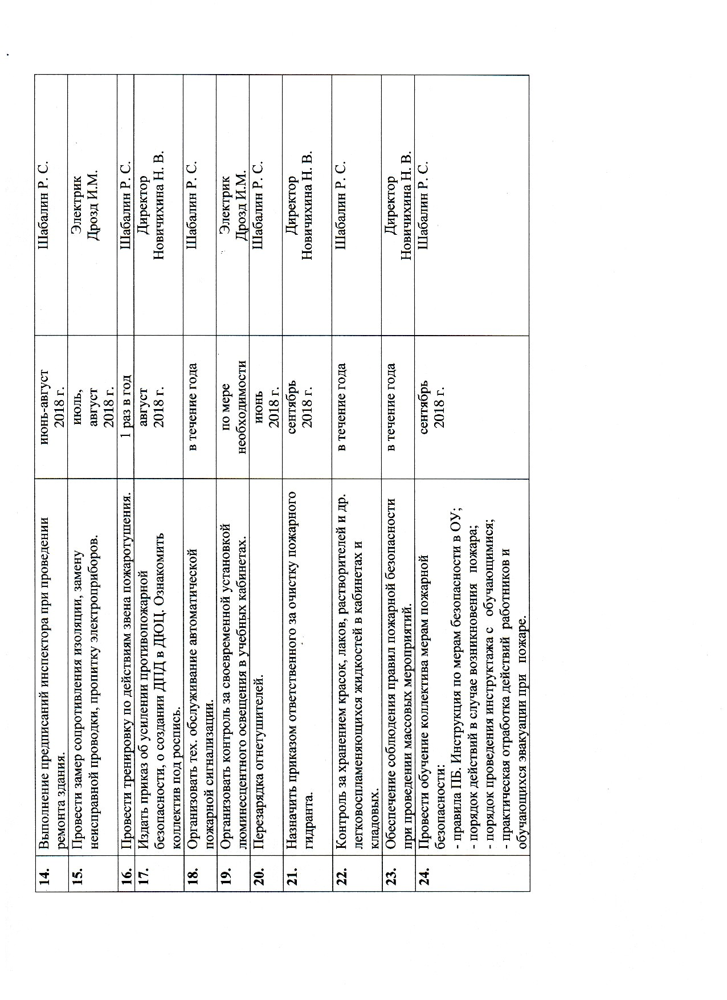 14. Выполнение предписаний инспектора при проведении
ремонта здания.
июнь-август
2018 г.
Шабалин Р. С.
15. Провести замер сопротивления изоляции, замену
неисправной проводки, пропитку электроприборов.
июль,
август
2018 г.
Электрик
Дрозд И.М.
16. Провести тренировку по действиям звена пожаротушения.
1 раз в год
Шабалин Р. С.
17. Издать приказ об усилении противопожарной
безопасности, о создании ДПД в ДЮЦ. Ознакомить
коллектив под роспись.
август
2018 г.
Директор
Новичихина Н. В.
18. Организовать тех. обслуживание автоматической
пожарной сигнализации.
в течение года
Шабалин Р. С.
19. Организовать контроль за своевременной установкой
люминесцентного освещения в учебных кабинетах.
по мере
необходимости
Электрик
Дрозд И.М.
20. Перезарядка огнетушителей.
июнь
2018 г.
Шабалин Р. С.
21. Назначить приказом ответственного за очистку пожарного
гидранта.
сентябрь
2018 г.
Директор
Новичихина Н. В.
22. Контроль за хранением красок, лаков, растворителей и др.
легковоспламеняющихся жидкостей в кабинетах и
кладовых.
в течение года
Шабалин Р. С.
23. Обеспечение соблюдения правил пожарной безопасности
при проведении массовых мероприятий.
в течение года
Директор
Новичихина Н. В.
24. Провести обучение коллектива мерам пожарной
безопасности:
- правила ПБ. Инструкция по мерам безопасности в ОУ;
- порядок действий в случае возникновения пожара;
- порядок проведения инструктажа с обучающимися;
- практическая отработка действий работников и
обучающихся эвакуации при пожаре.
сентябрь
2018 г.
Шабалин Р. С.